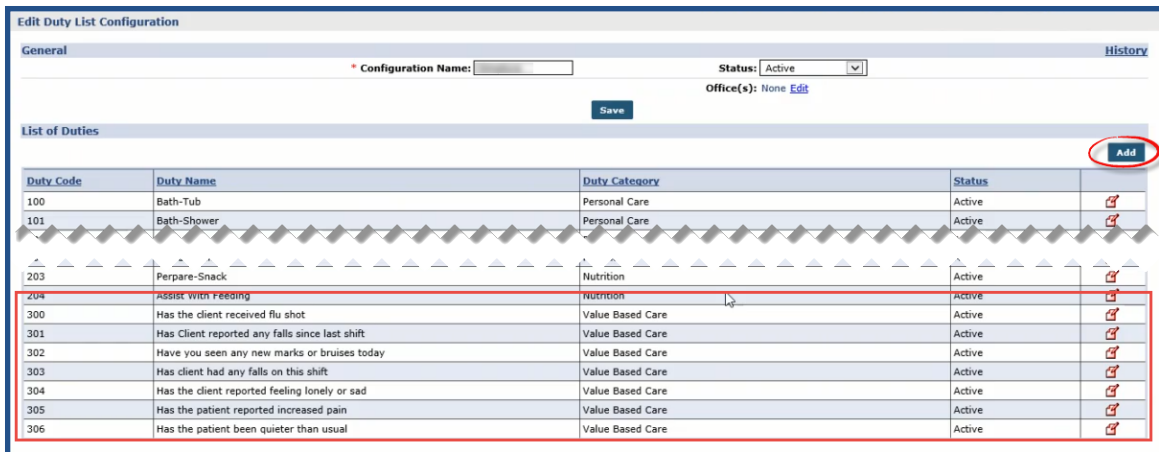 Edit Duty List Configuration
General History
* Configuration Name: Status: Active
Office(s): None Edit
Save
List of Duties
Add
Duty Code Duty Name Duty Category Status
100 Bath-Tub Personal Care Active
101 Bath-Shower Personal Care Active
203 Perpare-Snack Nutrition Active
204 Assist With Feeding Nutrition Active
300 Has the client received flu shot Value Based Care Active
301 Has Client reported any falls since last shift Value Based Care Active
302 Have you seen any new marks or bruises today Value Based Care Active
303 Has client had any falls on this shift Value Based Care Active
304 Has the client reported feeling lonely or sad Value Based Care Active
305 Has the patient reported increased pain Value Based Care Active
306 Has the patient been quieter than usual Value Based Care Active